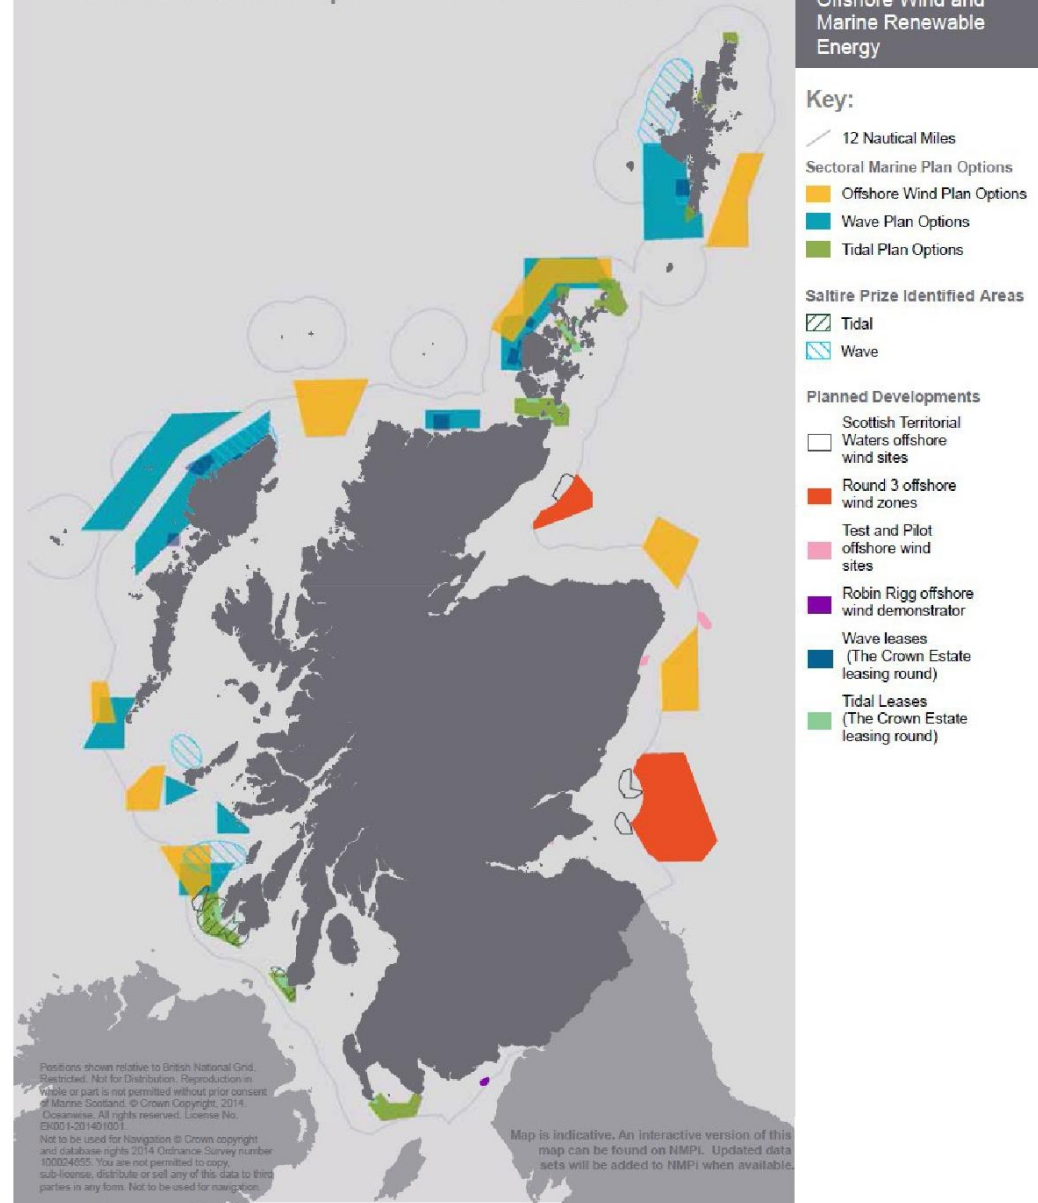 Offshore Wind and
Marine Renewable
Energy
Key:
12 Nautical Miles
Sectoral Marine Plan Options
Offshore Wind Plan Options
Wave Plan Options
Tidal Plan Options
Saltire Prize Identified Areas
Tidal
Wave
Planned Developments
Scottish Territorial
Waters offshore
wind sites
Round 3 offshore
wind zones
Test and Pilot
offshore wind
sites
Robin Rigg offshore
wind demonstrator
Wave leases
(The Crown Estate
leasing round)
Tidal Leases
(The Crown Estate
leasing round)
Positions shown relative to British National Grid.
Restricted. Not for Distribution. Reproduction in
whole or part is not permitted without prior consent
of Marine Scotland. © Crown Copyright, 2014.
Oceanwise. All rights reserved. License No.
EK001-201401001.
Not to be used for Navigation © Crown copyright
and database rights 2014 Ordnance Survey number
100024655. You are not permitted to copy,
sub-license, distribute or sell any of this data to third
parties in any form. Not to be used for navigation.
Map is indicative. An interactive version of this
map can be found on NMPi. Updated data
sets will be added to NMPi when available.